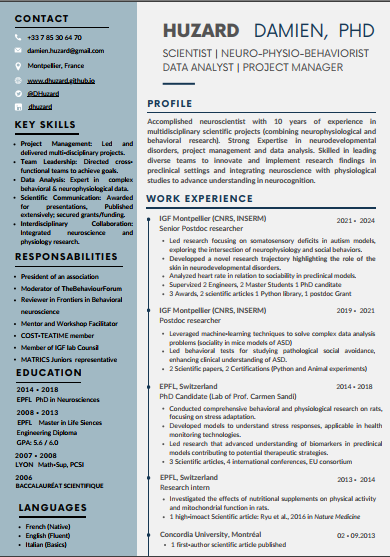 CONTACT
+33 7 85 30 64 70
damien.huzard@gmail.com
Montpellier, France
www.dhuzard.github.io
@DHuzard
dhuzard
KEY SKILLS
• Project Management: Led and
delivered multi•disciplinary projects.
• Team Leadership: Directed cross•
functional teams to achieve goals.
• Data Analysis: Expert in complex
behavioral & neurophysiological data.
• Scientific Communication: Awarded
for presentations, Published
extensively; secured grants/funding.
• Interdisciplinary Collaboration:
Integrated neuroscience and
physiology research.
RESPONSABILITIES
• President of an association
• Moderator of TheBehaviourForum
• Reviever in Frontiers in Behavioral
neuroscience
• Mentor and Workshop Facilitator
• COST•TEATIME member
• Member of IGF lab Counsil
• MATRICS Juniors representative
EDUCATION
2014 • 2018
EPFL PhD in Neurosciences
2008 • 2013
EPFL Master in Life Siences
Engineering Diploma
GPA: 5.6 / 6.0
2007 • 2008
LYON Math•Sup, PCSI
2006
BACCALAURÉAT SCIENTIFIQUE
LANGUAGES
• French (Native)
• English (Fluent)
• Italian (Basics)
HUZARD DAMIEN, PHD
SCIENTIST | NEURO-PHYSIO-BEHAVIORIST
DATA ANALYST | PROJECT MANAGER
PROFILE
Accomplished neuroscientist with 10 years of experience in
multidisciplinary scientific projects (combining neurophysiological and
behavioral research). Strong Expertise in neurodevelopmental
disorders, project management and data analysis. Skilled in leading
diverse teams to innovate and implement research findings in
preclinical settings and integrating neuroscience with physiological
studies to advance understanding in neurocognition.
WORK EXPERIENCE
IGF Montpellier (CNRS, INSERM) 2021 • 2024
Senior Postdoc researcher
• Led research focusing on somatosensory deficits in autism models,
exploring the intersection of neurophysiology and social behaviors.
• Developped a novel research trajectory highlighting the role of the
skin in neurodevelopmental disorders.
• Analyzed heart rate in relation to sociability in preclinical models.
• Supervized 2 Engineers, 2 Master Students 1 PhD canditate
• 3 Awards, 2 scientific articles 1 Python library, 1 postdoc Grant
IGF Montpellier (CNRS, INSERM) 2019 • 2021
Postdoc researcher
• Leveraged machine•learning techniques to solve complex data analysis
problems (sociality in mice models of ASD)
• Led behavioral tests for studying pathological social avoidance,
enhancing clinical understanding of ASD.
• 2 Scientific papers, 2 Certifications (Python and Animal experiments)
EPFL, Switzerland 2014 • 2018
PhD Candidate (Lab of Prof. Carmen Sandi)
• Conducted comprehensive behavioral and physiological research on rats,
focusing on stress adaptation.
• Developed models to understand stress responses, applicable in health
monitoring technologies.
• Led research that advanced understanding of biomarkers in preclinical
models contributing to potential therapeutic strategies.
• 3 Scientific articles, 4 international conferences, EU consortium
EPFL, Switzerland 2013 • 2014
Research Intern
• Investigated the effects of nutritional supplements on physical activity
and mitochondrial function in rats.
• 1 high•imoact Scientific article: Ryu et al., 2016 in Nature Medicine
Concordia University, Montréal 02 • 09.2013
• 1 first•author scientific article published